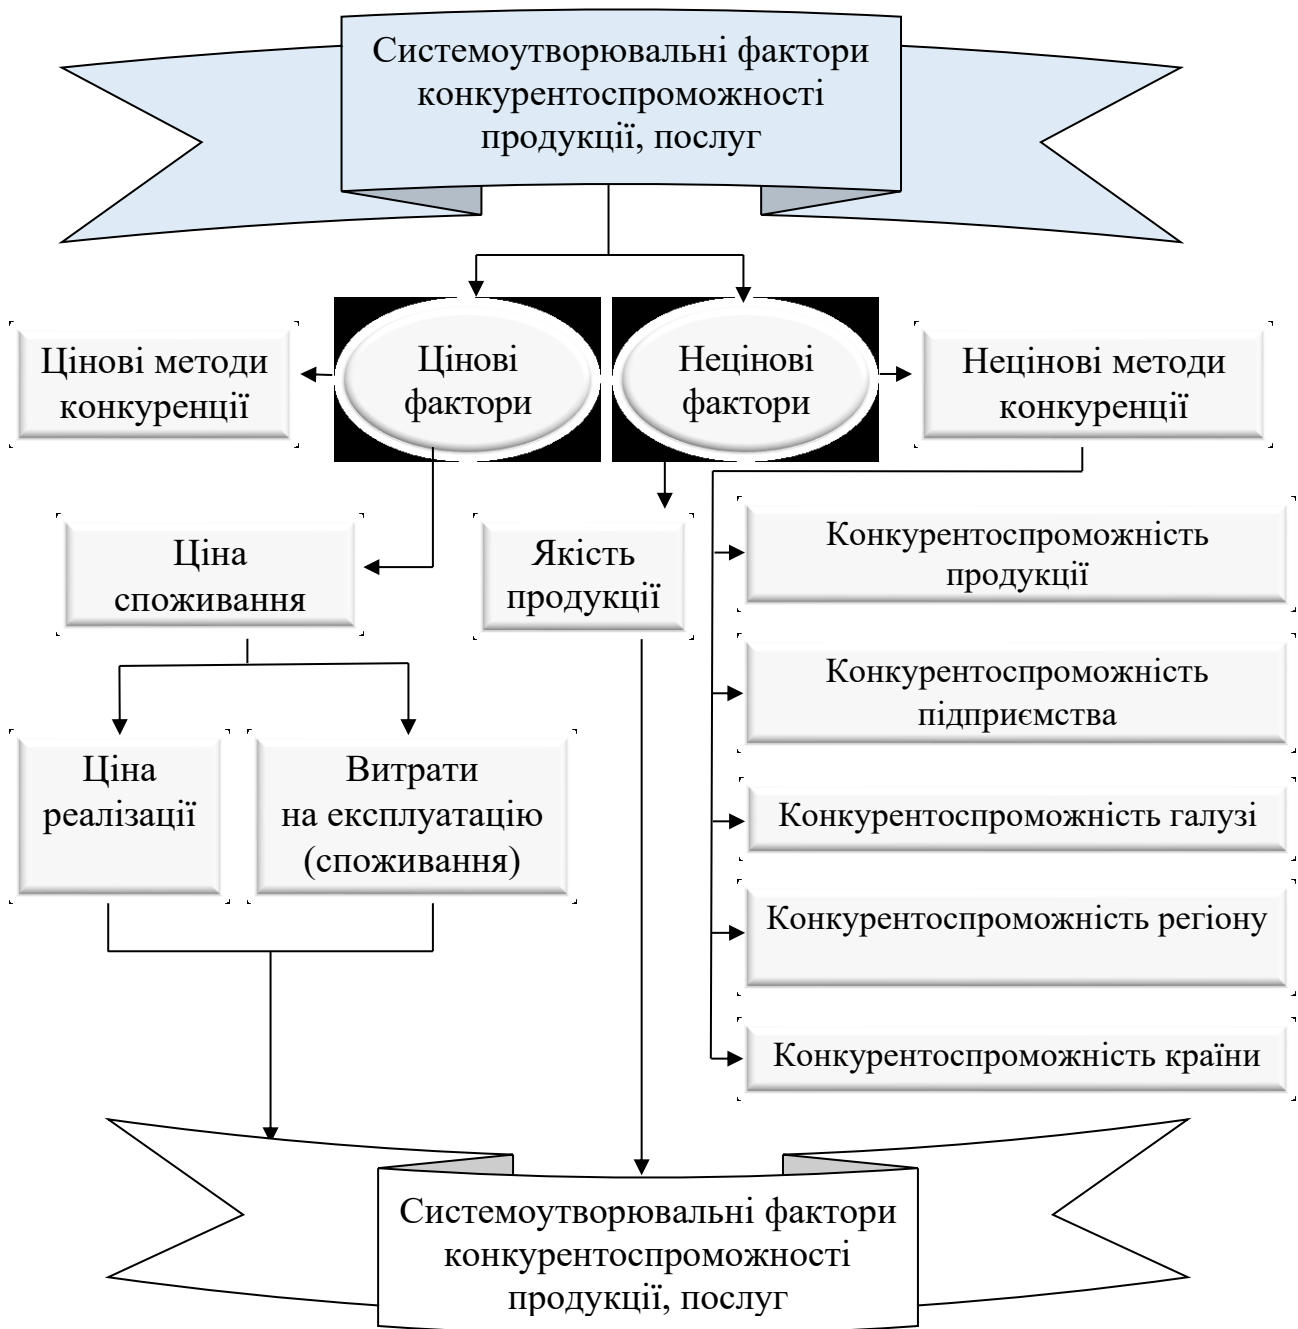 Системоутворювальні фактори
конкурентоспроможності
продукції, послуг
Цінові методи
конкуренції
Цінові
фактори
Нецінові
фактори
Нецінові методи
конкуренції
Ціна
споживання
Якість
продукції
Конкурентоспроможність
продукції
Конкурентоспроможність
підприємства
Ціна
реалізації
Витрати
на експлуатацію
(споживання)
Конкурентоспроможність галузі
Конкурентоспроможність регіону
Конкурентоспроможність країни
Системоутворювальні фактори
конкурентоспроможності
продукції, послуг